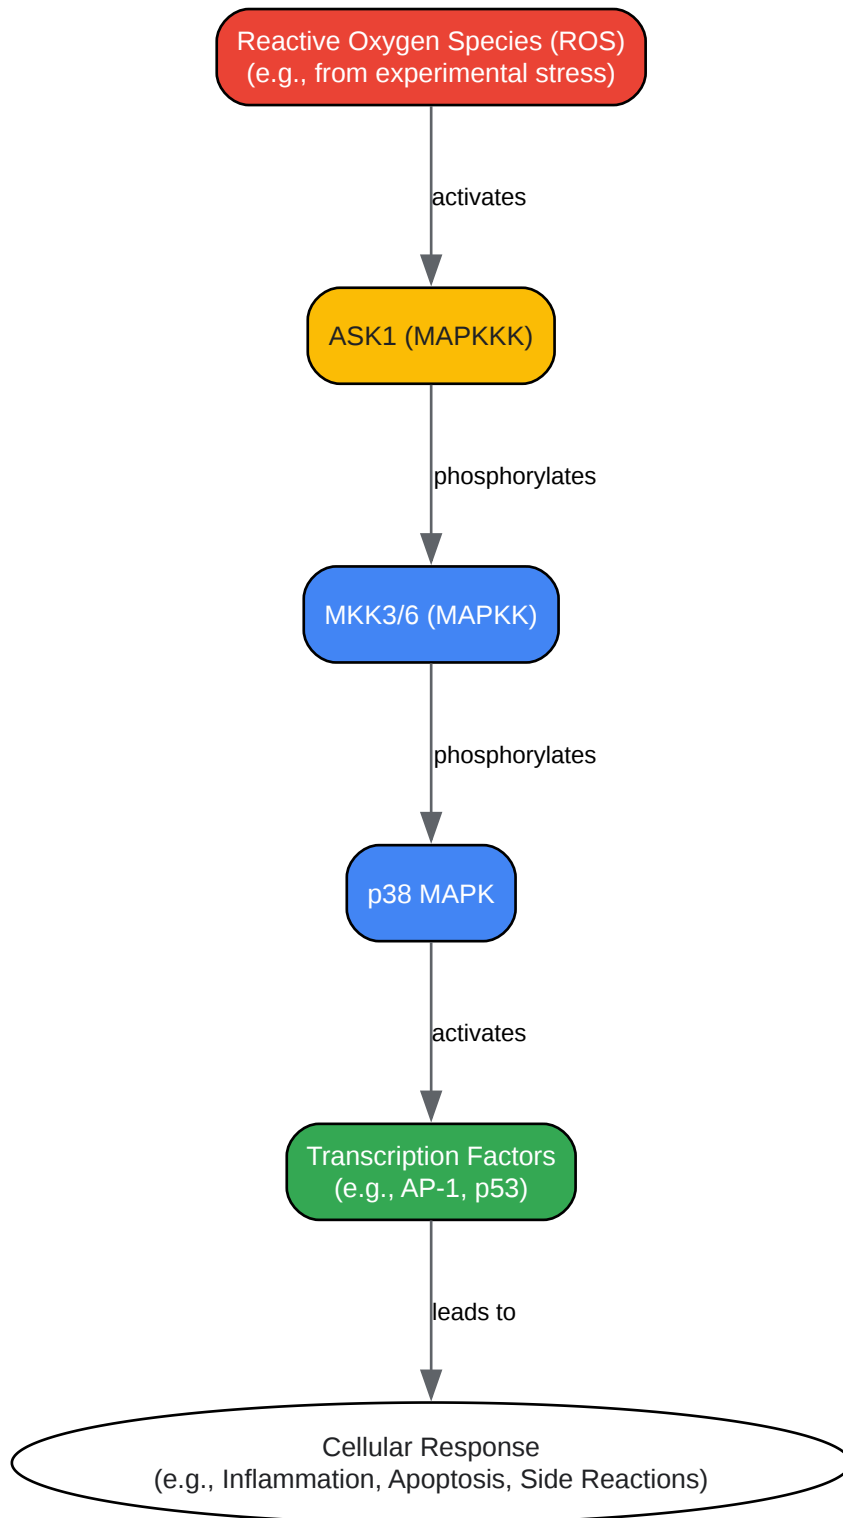 Reactive Oxygen Species (ROS)
(e.g., from experimental stress)
activates
ASK1 (MAPKKK)
phosphorylates
MKK3/6 (MAPKK)
phosphorylates
p38 MAPK
activates
Transcription Factors
(e.g., AP-1, p53)
leads to
Cellular Response
(e.g., Inflammation, Apoptosis, Side Reactions)